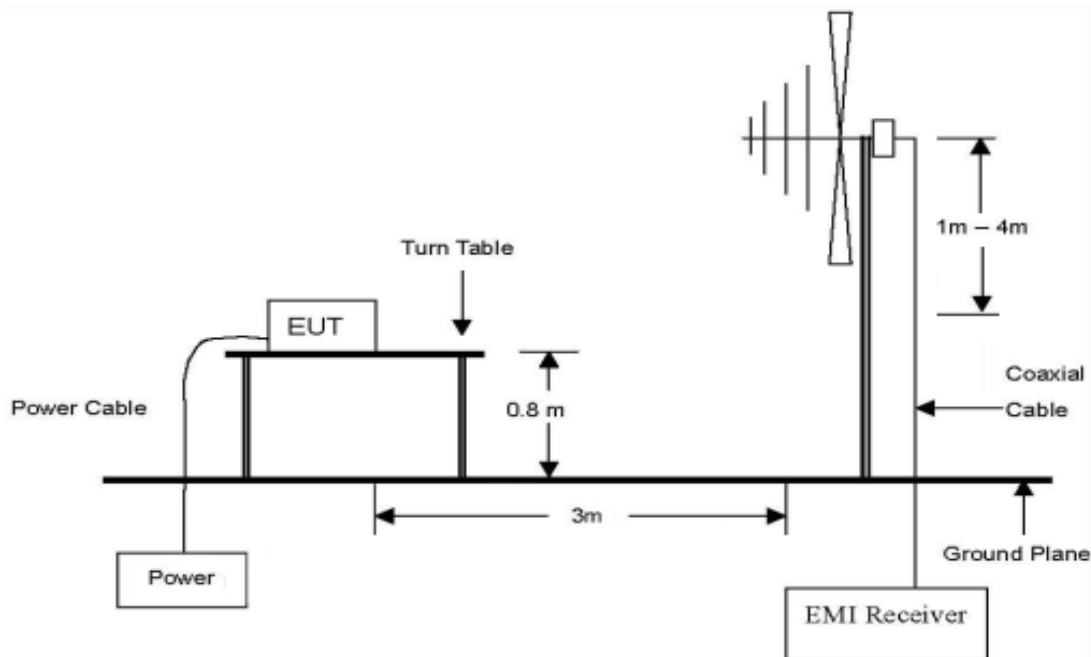 1m – 4m
Turn Table
EUT
Coaxial
Cable
Power Cable
0.8 m
3m
Ground Plane
Power
EMI Receiver